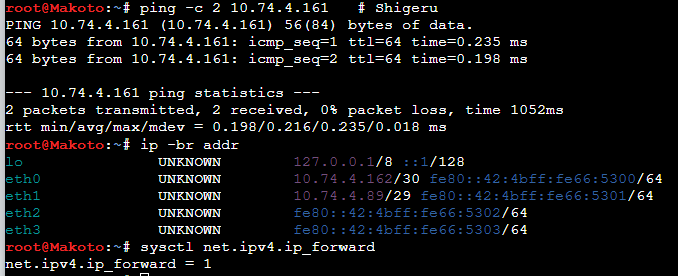 root@Makoto:~# ping -c 2 10.74.4.161   # Shigeru
PING 10.74.4.161 (10.74.4.161) 56(84) bytes of data.
64 bytes from 10.74.4.161: icmp_seq=1 ttl=64 time=0.235 ms
64 bytes from 10.74.4.161: icmp_seq=2 ttl=64 time=0.198 ms

--- 10.74.4.161 ping statistics ---
2 packets transmitted, 2 received, 0% packet loss, time 1052ms
rtt min/avg/max/mdev = 0.198/0.216/0.235/0.018 ms
root@Makoto:~# ip -br addr
lo               UNKNOWN        127.0.0.1/8 ::1/128
eth0             UNKNOWN        10.74.4.162/30 fe80::42:4bff:fe66:5300/64
eth1             UNKNOWN        10.74.4.89/29 fe80::42:4bff:fe66:5301/64
eth2             UNKNOWN        fe80::42:4bff:fe66:5302/64
eth3             UNKNOWN        fe80::42:4bff:fe66:5303/64
root@Makoto:~# sysctl net.ipv4.ip_forward
net.ipv4.ip_forward = 1